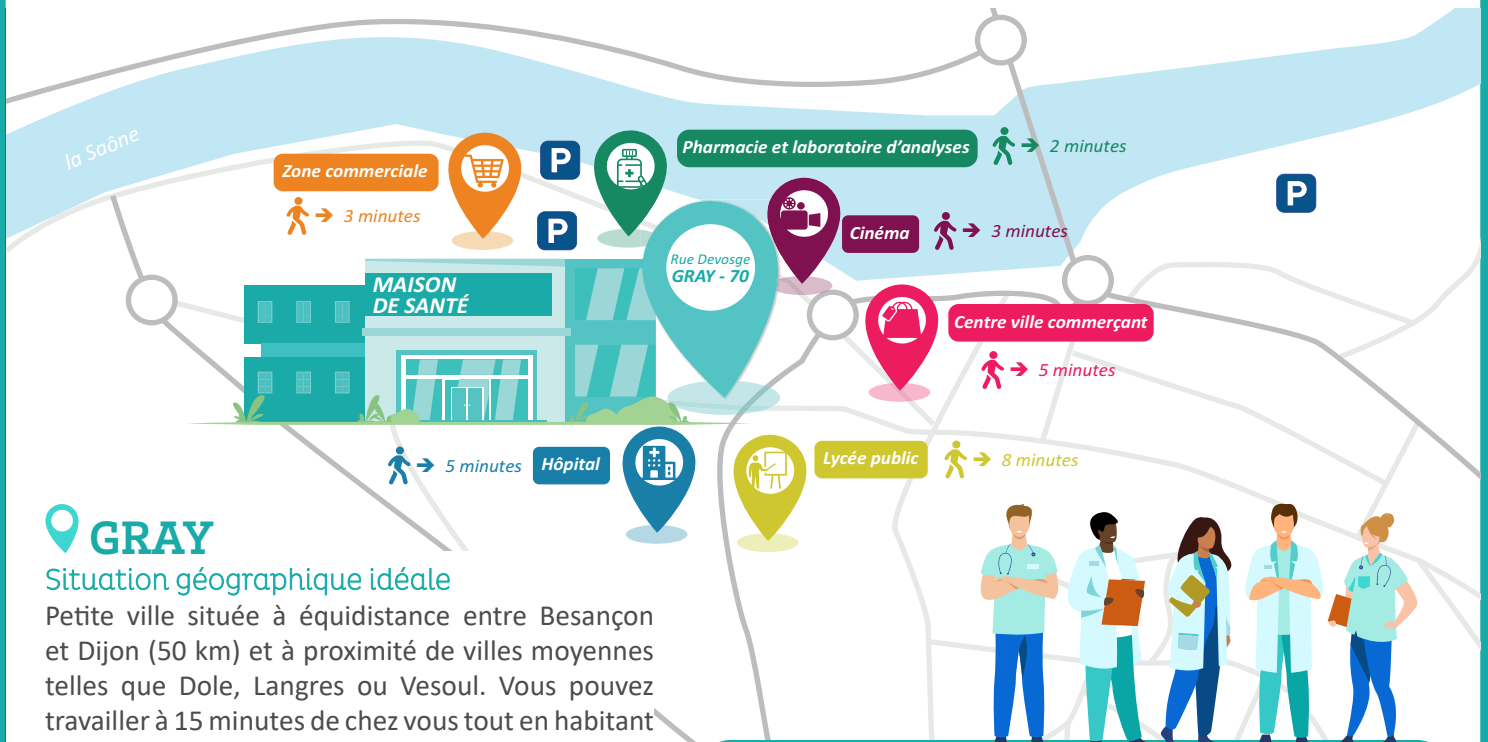 la Saône
Zone commerciale
3 minutes
P
P
Pharmacie et laboratoire d'analyses
2 minutes
P
Cinéma
3 minutes
Rue Devosge
GRAY - 70
MAISON
DE SANTÉ
Centre ville commerçant
5 minutes
5 minutes
Hôpital
Lycée public
8 minutes
GRAY
Situation géographique idéale
Petite ville située à équidistance entre Besançon
et Dijon (50 km) et à proximité de villes moyennes
telles que Dole, Langres ou Vesoul. Vous pouvez
travailler à 15 minutes de chez vous tout en habitant